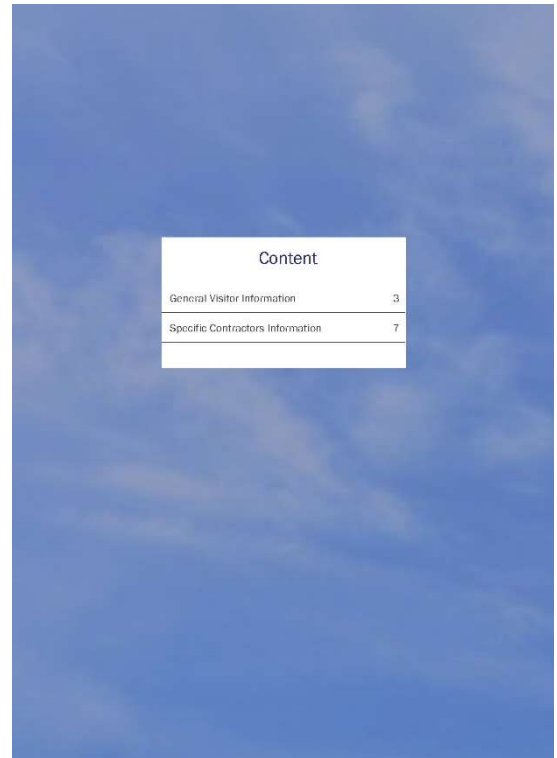 Content
General Visitor Information 3
Specific Contractors Information 7